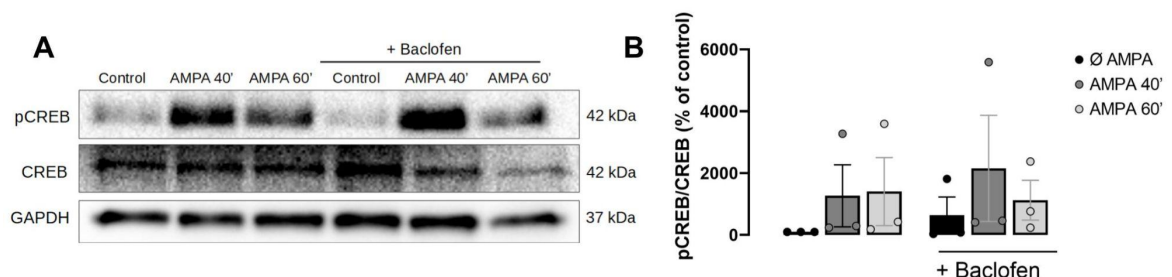 A
+ Baclofen
Control AMPA 40' AMPA 60' Control AMPA 40' AMPA 60'
pCREB 42 kDa
CREB 42 kDa
GAPDH 37 kDa
B
pCREB/CREB (% of control)
6000
4000
2000
0
Ø AMPA
AMPA 40'
AMPA 60'
+ Baclofen